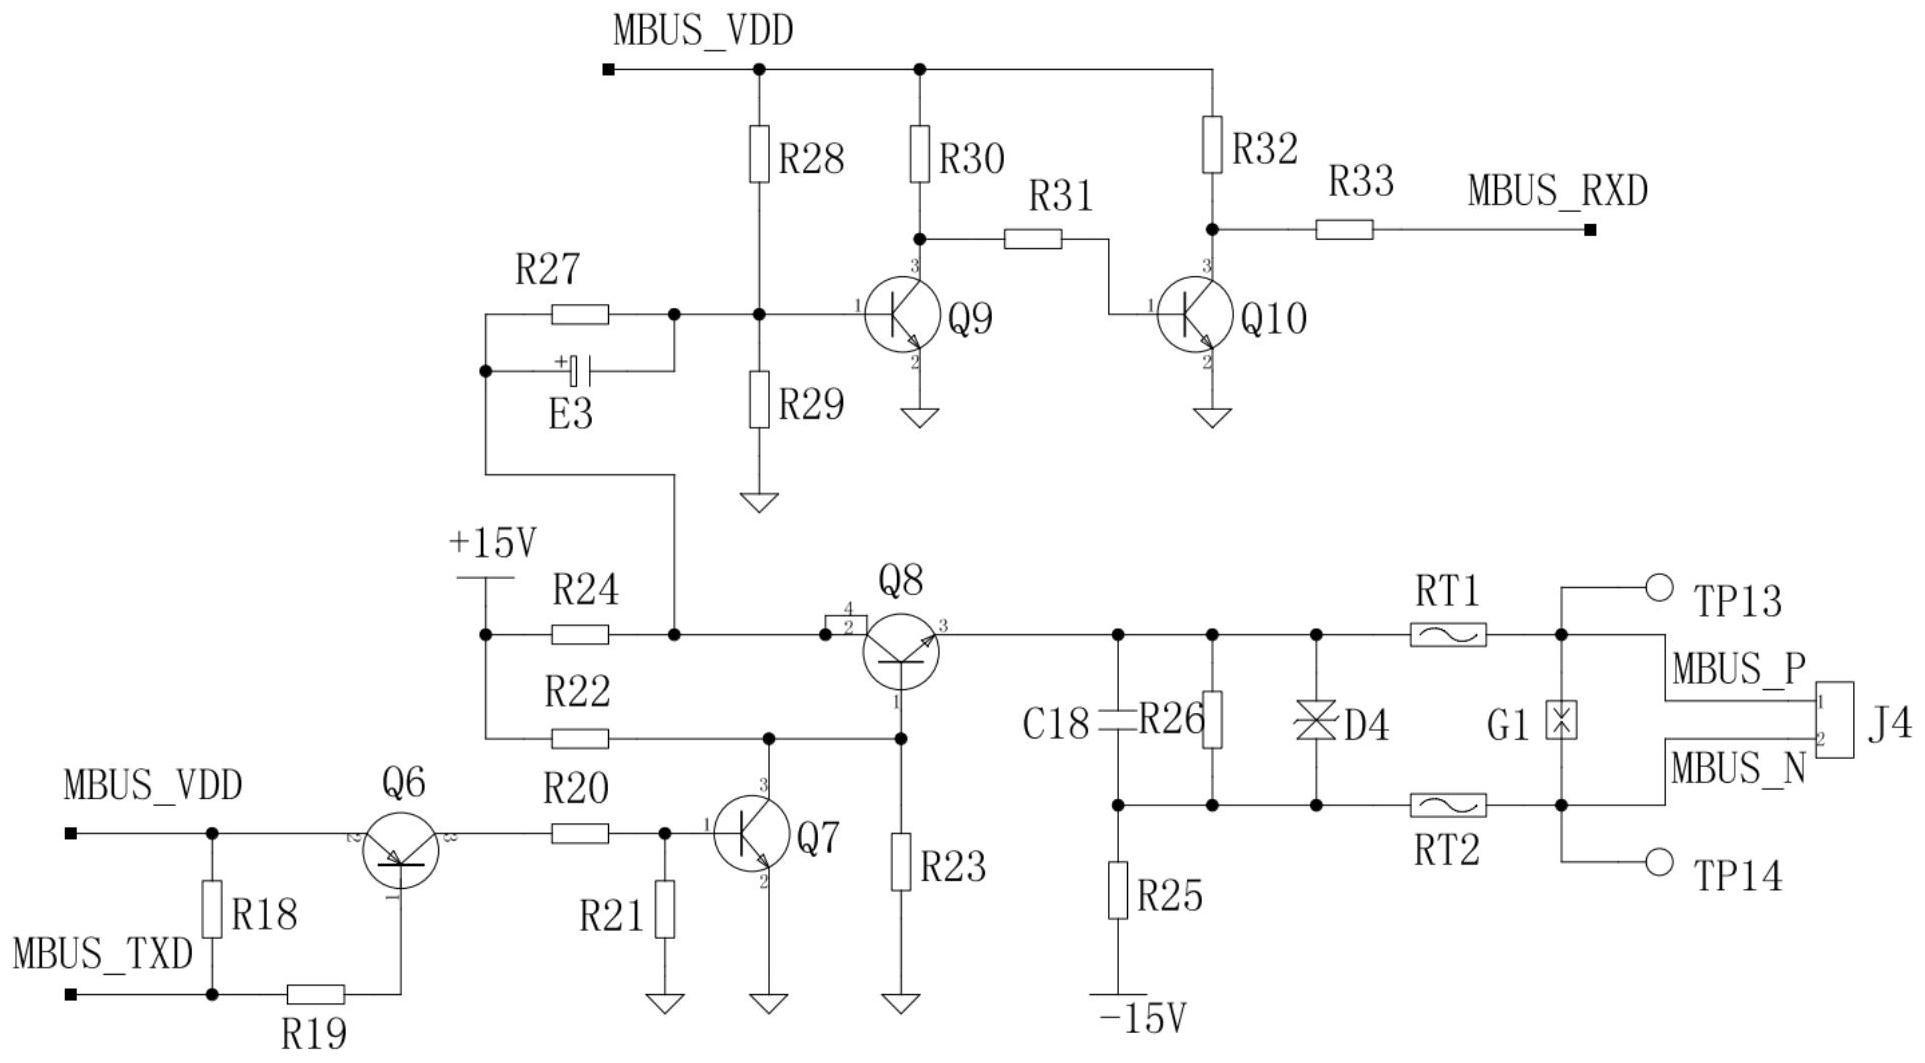 MBUS_VDD
R28
R30
R32
R31
R33
MBUS_RXD
R27
3
3
1
Q9
1
Q10
2
2
+
E3
R29
+15V
R24
Q8
4
2
3
RT1
TP13
R22
1
MBUS_P
1
C18
R26
D4
G1
J4
2
MBUS_N
MBUS_VDD
Q6
R20
3
2
3
1
Q7
R23
RT2
TP14
2
1
R18
R21
R25
MBUS_TXD
R19
-15V